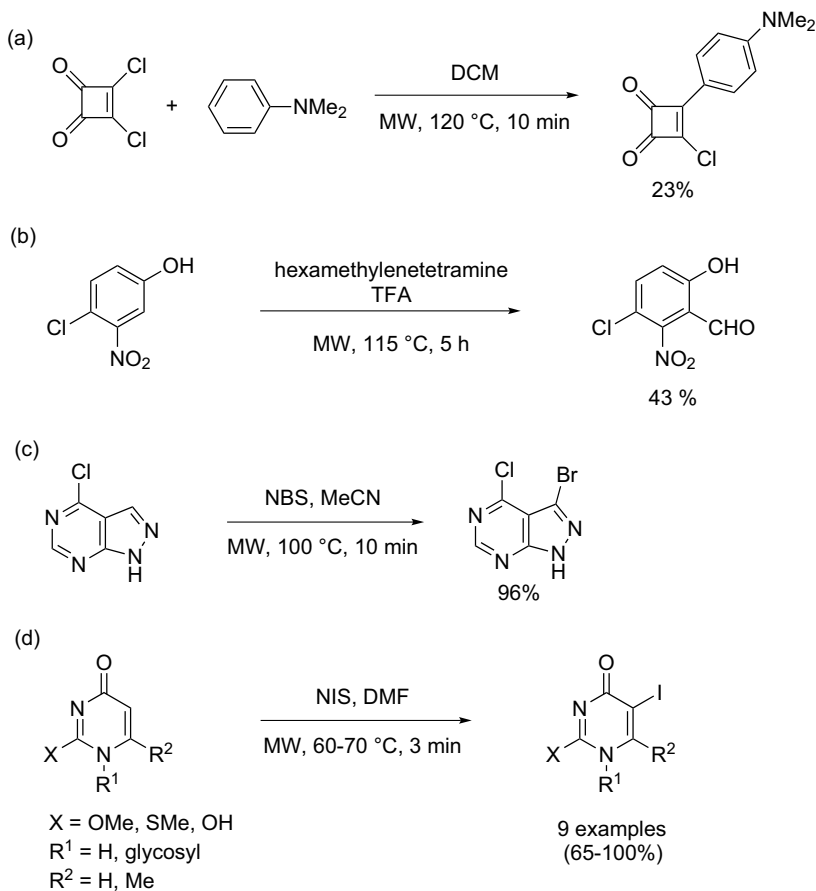 (a)
O
O
Cl
Cl
+
NMe2
DCM
MW, 120 °C, 10 min
NMe2
O
O
Cl
23%
(b)
OH
Cl
NO2
hexamethylenetetramine
TFA
MW, 115 °C, 5 h
OH
Cl
CHO
NO2
43 %
(c)
Cl
N
N
N
N
H
NBS, MeCN
MW, 100 °C, 10 min
Cl
Br
N
N
N
N
H
96%
(d)
O
N
X
N
R1
R2
NIS, DMF
MW, 60-70 °C, 3 min
O
I
N
X
N
R1
R2
X = OMe, SMe, OH
R1 = H, glycosyl
R2 = H, Me
9 examples
(65-100%)